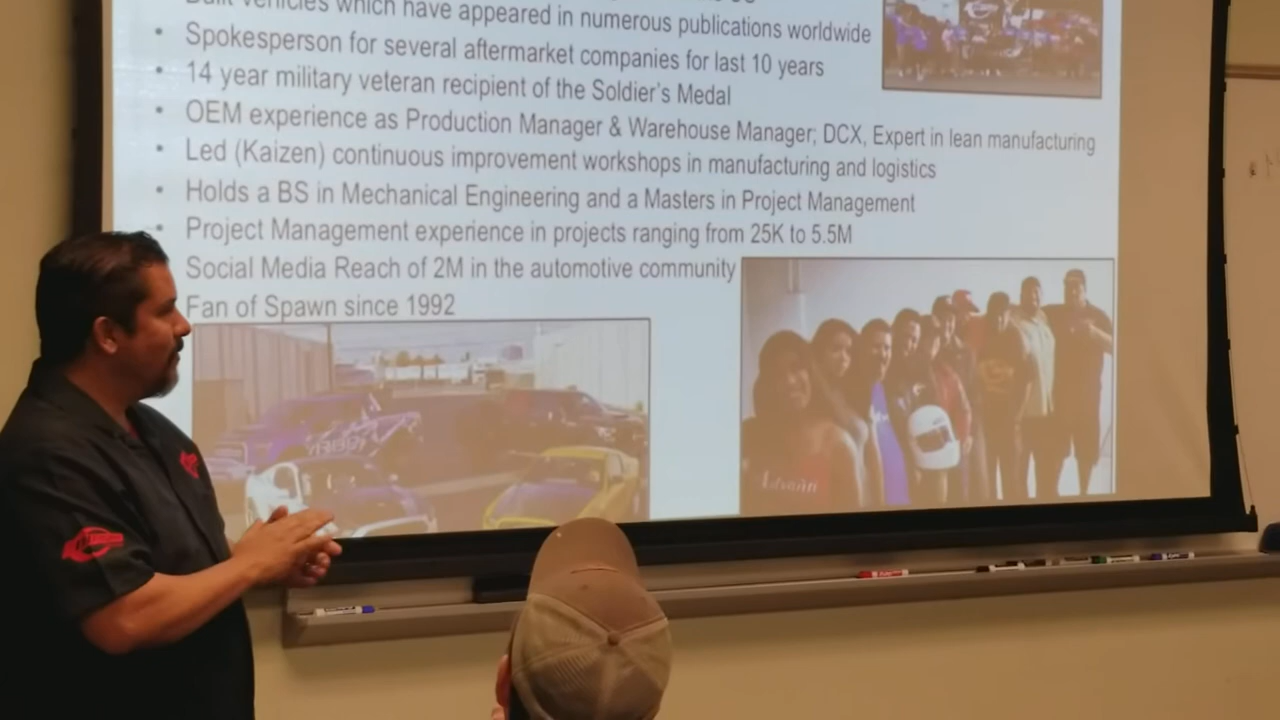 Built vehicles which have appeared in numerous publications worldwide
• Spokesperson for several aftermarket companies for last 10 years
• 14 year military veteran recipient of the Soldier's Medal
• OEM experience as Production Manager & Warehouse Manager; DCX, Expert in lean manufacturing
• Led (Kaizen) continuous improvement workshops in manufacturing and logistics
• Holds a BS in Mechanical Engineering and a Masters in Project Management
• Project Management experience in projects ranging from 25K to 5.5M
Social Media Reach of 2M in the automotive community
Fan of Spawn since 1992